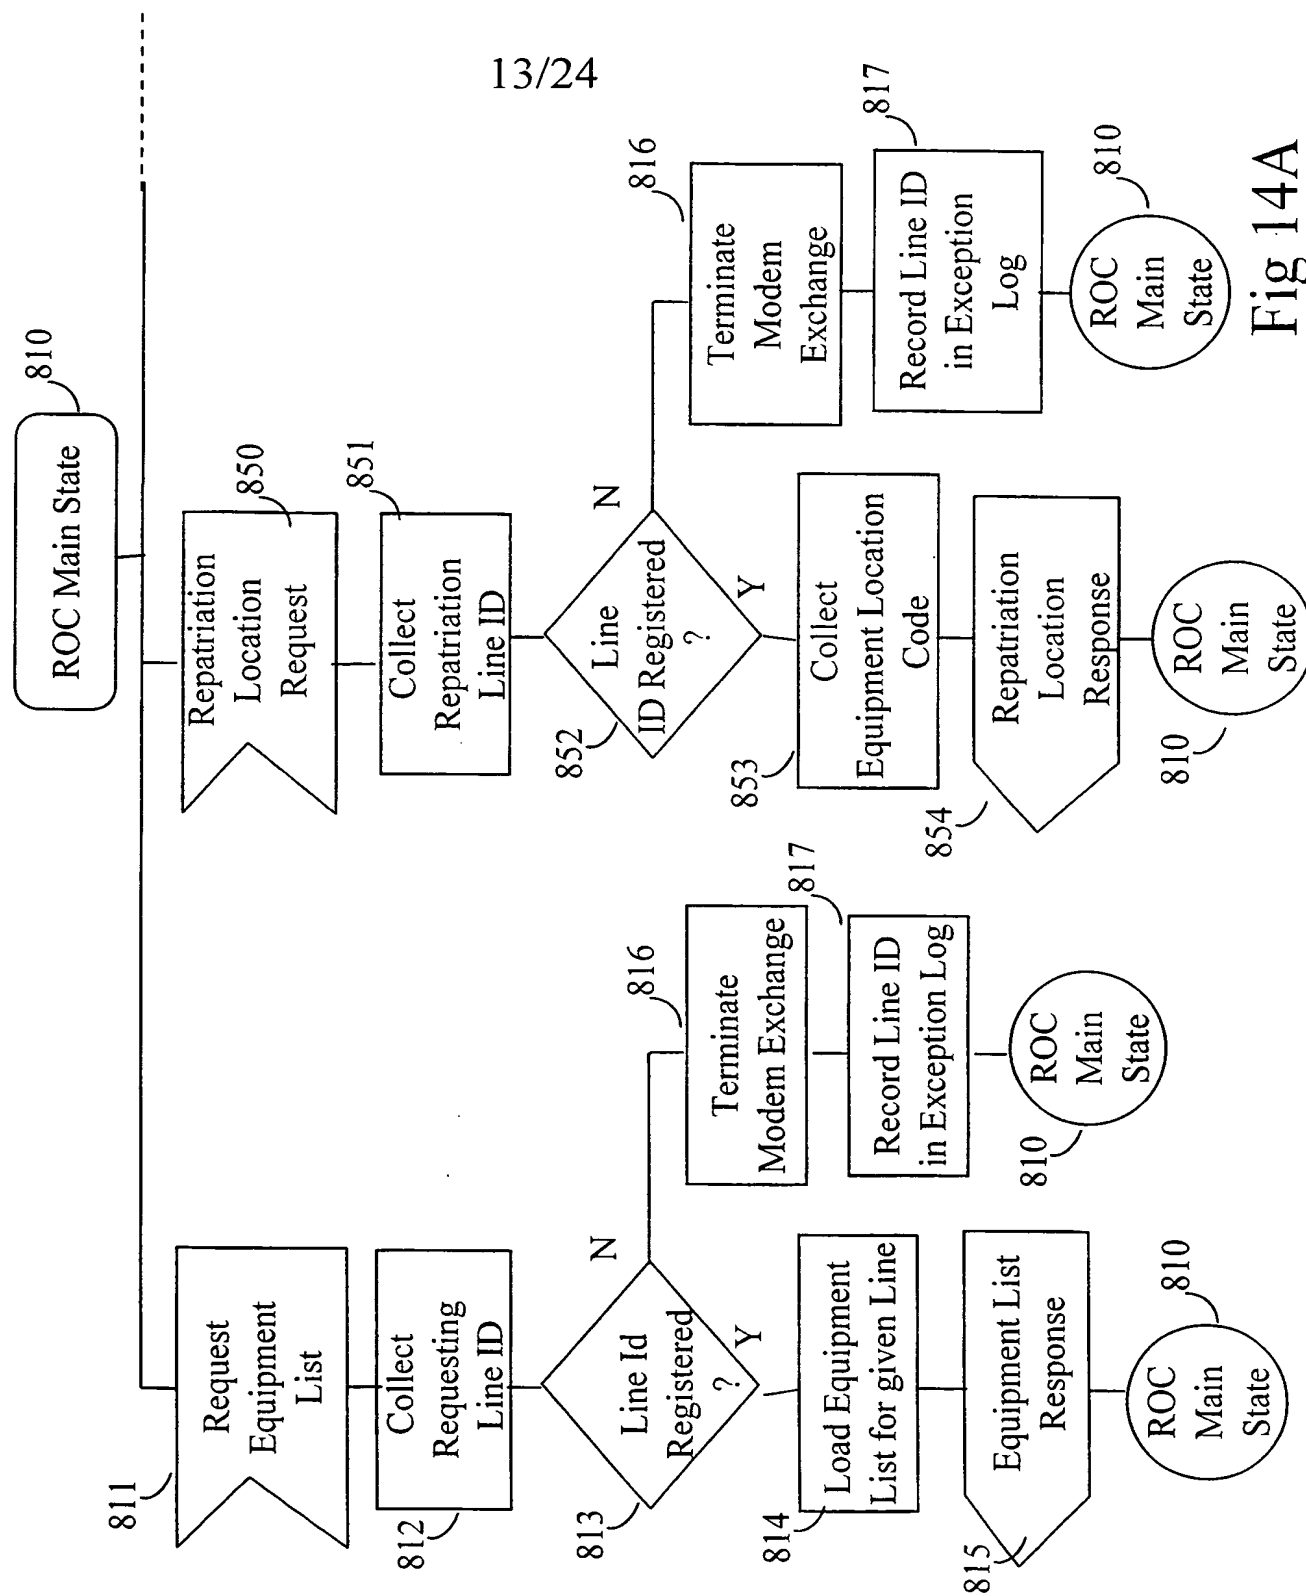 13/24
ROC Main State
810
811
Request
Equipment
List
812
Collect
Requesting
Line ID
813
Line Id
Registered
?
N
Y
814
Load Equipment
List for given Line
815
Equipment List
Response
810
ROC
Main
State
816
Terminate
Modem Exchange
817
Record Line ID
in Exception Log
810
ROC
Main
State
850
Repatriation
Location
Request
851
Collect
Repatriation
Line ID
852
Line
ID Registered
?
N
Y
853
Collect
Equipment Location
Code
854
Repatriation
Location
Response
810
ROC
Main
State
816
Terminate
Modem
Exchange
817
Record Line ID
in Exception
Log
810
ROC
Main
State
Fig 14A